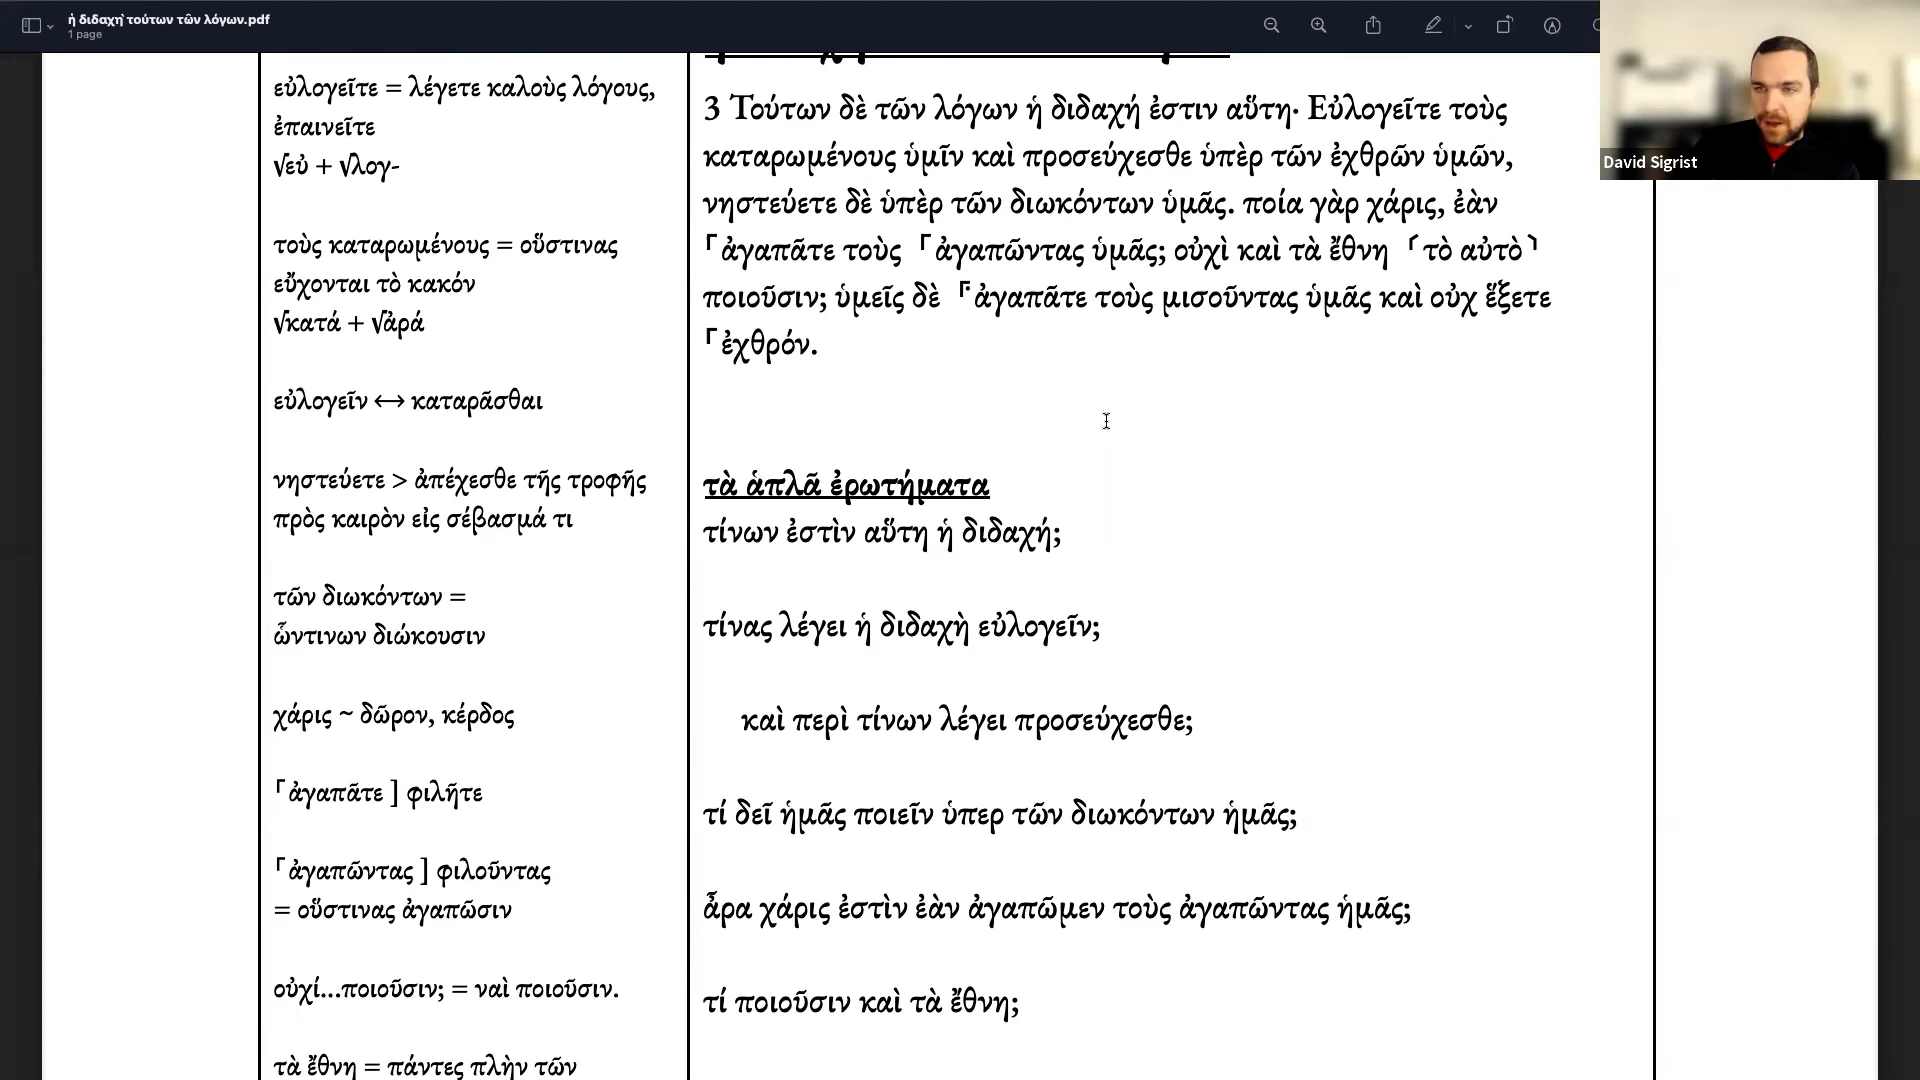 ἡ διδαχὴ τούτων τῶν λόγων.pdf
1 page
David Sigrist
εὐλογεῖτε = λέγετε καλοὺς λόγους,
ἐπαινεῖτε
√εὐ + √λογ-
τοὺς καταρωμένους = οὕστινας
εὔχονται τὸ κακόν
√κατά + √ἀρά
εὐλογεῖν ↔ καταρᾶσθαι
νηστεύετε > ἀπέχεσθε τῆς τροφῆς
πρὸς καιρὸν εἰς σέβασμά τι
τῶν διωκόντων =
ὧντινων διώκουσιν
χάρις ~ δῶρον, κέρδος
⸀ἀγαπᾶτε ] φιλῆτε
⸀ἀγαπῶντας ] φιλοῦντας
= οὕστινας ἀγαπῶσιν
οὐχί...ποιοῦσιν; = ναὶ ποιοῦσιν.
τὰ ἔθνη = πάντες πλὴν τῶν
3 Τούτων δὲ τῶν λόγων ἡ διδαχή ἐστιν αὕτη· Εὐλογεῖτε τοὺς
καταρωμένους ὑμῖν καὶ προσεύχεσθε ὑπὲρ τῶν ἐχθρῶν ὑμῶν,
νηστεύετε δὲ ὑπὲρ τῶν διωκόντων ὑμᾶς. ποία γὰρ χάρις, ἐὰν
⸀ἀγαπᾶτε τοὺς ⸀ἀγαπῶντας ὑμᾶς; οὐχὶ καὶ τὰ ἔθνη ⸂τὸ αὐτὸ⸃
ποιοῦσιν; ὑμεῖς δὲ ⸁ἀγαπᾶτε τοὺς μισοῦντας ὑμᾶς καὶ οὐχ ἕξετε
⸀ἐχθρόν.
τὰ ἁπλᾶ ἐρωτήματα
τίνων ἐστὶν αὕτη ἡ διδαχή;
τίνας λέγει ἡ διδαχὴ εὐλογεῖν;
καὶ περὶ τίνων λέγει προσεύχεσθε;
τί δεῖ ἡμᾶς ποιεῖν ὑπερ τῶν διωκόντων ἡμᾶς;
ἆρα χάρις ἐστὶν ἐὰν ἀγαπῶμεν τοὺς ἀγαπῶντας ἡμᾶς;
τί ποιοῦσιν καὶ τὰ ἔθνη;